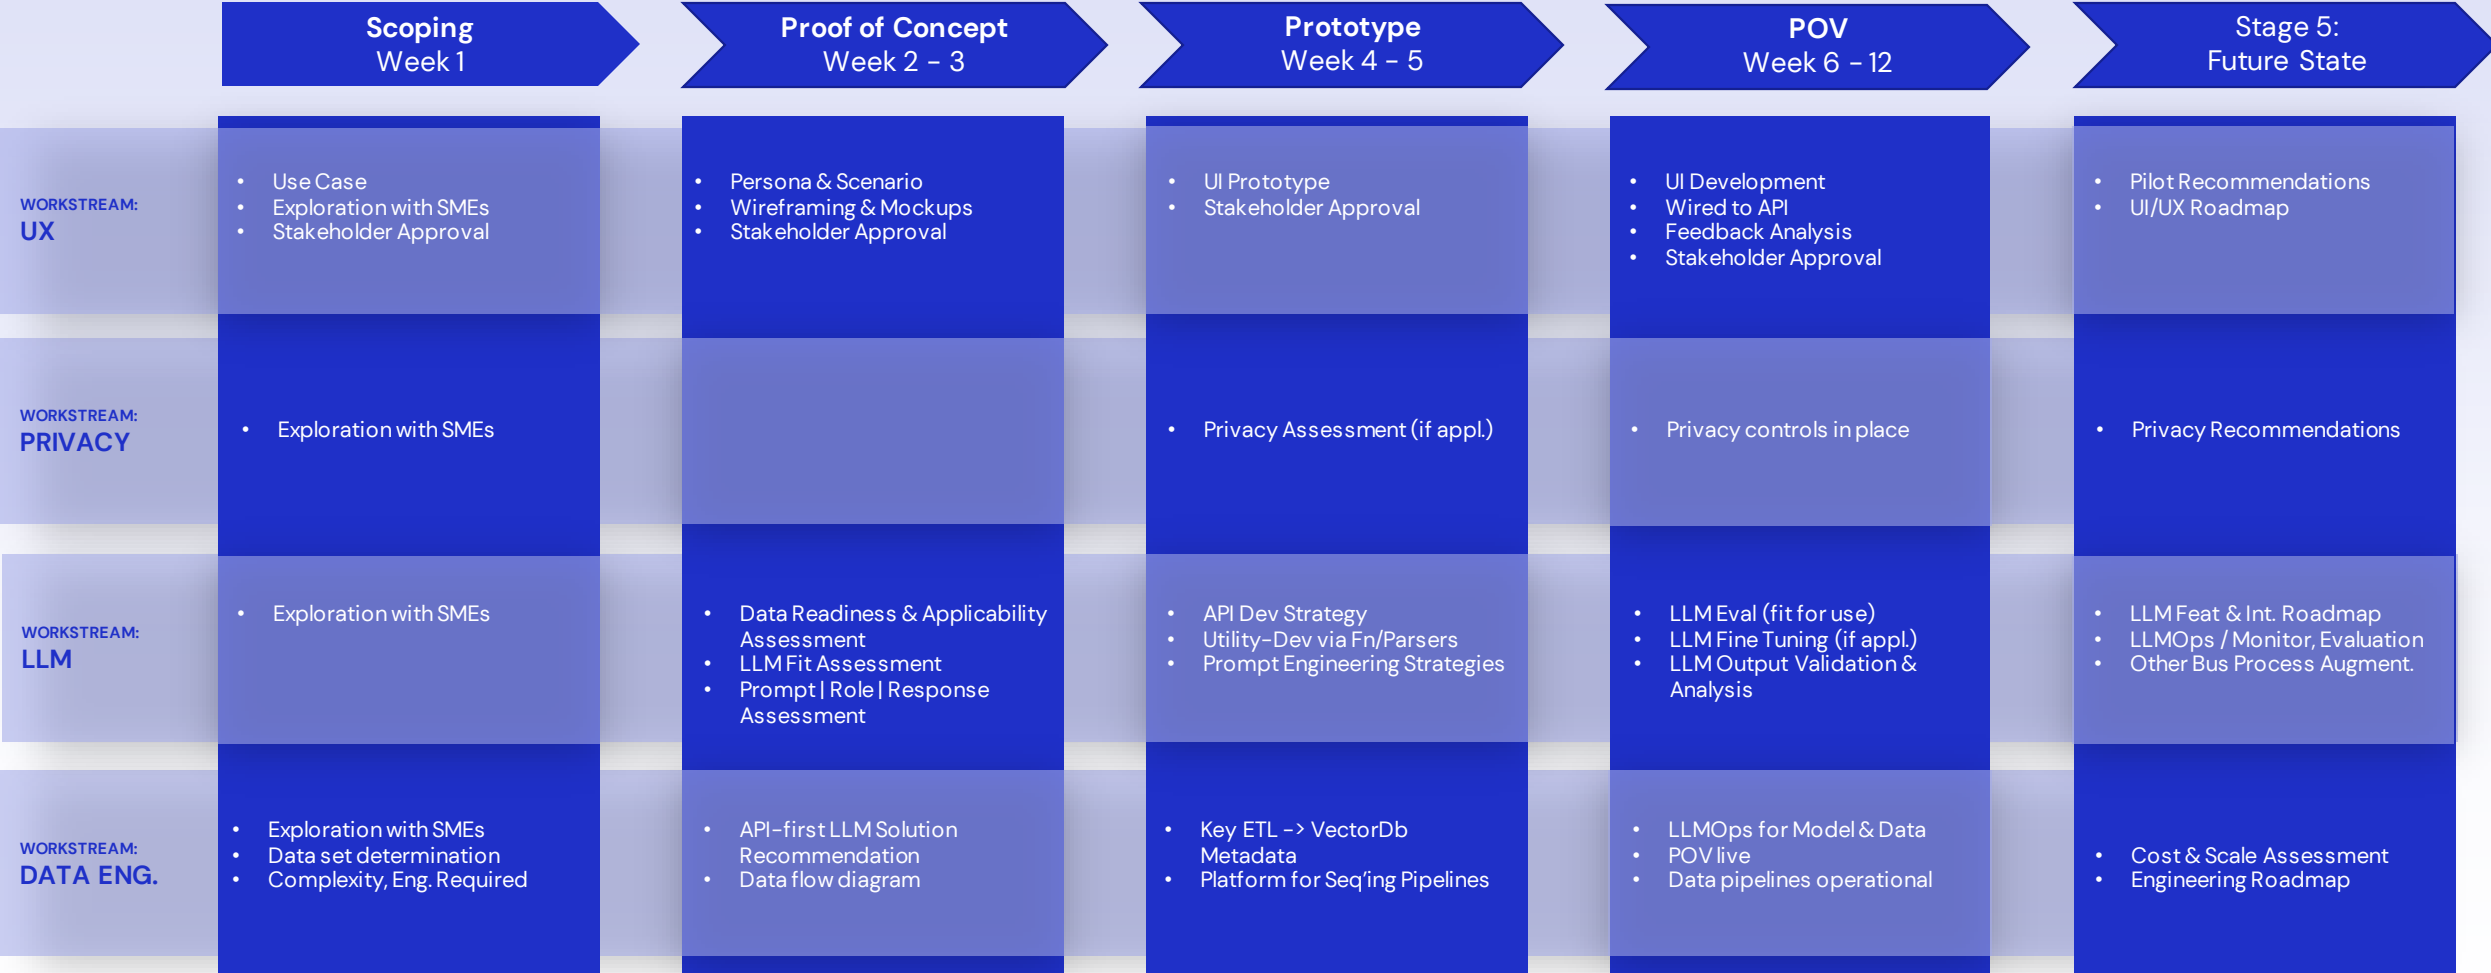 Scoping
Week 1
Proof of Concept
Week 2 - 3
Prototype
Week 4 - 5
POV
Week 6 - 12
Stage 5:
Future State
WORKSTREAM:
UX
• Use Case
• Exploration with SMEs
• Stakeholder Approval
• Persona & Scenario
• Wireframing & Mockups
• Stakeholder Approval
• UI Prototype
• Stakeholder Approval
• UI Development
• Wired to API
• Feedback Analysis
• Stakeholder Approval
• Pilot Recommendations
• UI/UX Roadmap
WORKSTREAM:
PRIVACY
• Exploration with SMEs
• Privacy Assessment (if appl.)
• Privacy controls in place
• Privacy Recommendations
WORKSTREAM:
LLM
• Exploration with SMEs
• Data Readiness & Applicability
Assessment
• LLM Fit Assessment
• Prompt | Role | Response
Assessment
• API Dev Strategy
• Utility-Dev via Fn/Parsers
• Prompt Engineering Strategies
• LLM Eval (fit for use)
• LLM Fine Tuning (if appl.)
• LLM Output Validation &
Analysis
• LLM Feat & Int. Roadmap
• LLMOps / Monitor, Evaluation
• Other Bus Process Augment.
WORKSTREAM:
DATA ENG.
• Exploration with SMEs
• Data set determination
• Complexity, Eng. Required
• API-first LLM Solution
Recommendation
• Data flow diagram
• Key ETL -> VectorDb
Metadata
• Platform for Seq'ing Pipelines
• LLMOps for Model & Data
• POV live
• Data pipelines operational
• Cost & Scale Assessment
• Engineering Roadmap